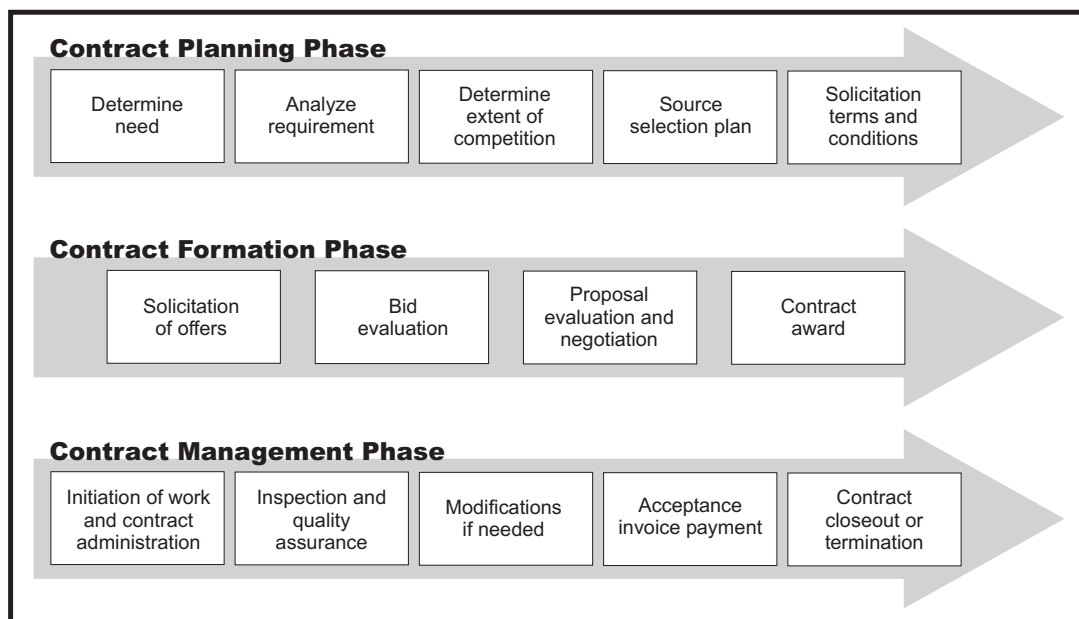 Contract Planning Phase
Determine
need
Analyze
requirement
Determine
extent of
competition
Source
selection plan
Solicitation
terms and
conditions
Contract Formation Phase
Solicitation
of offers
Bid
evaluation
Proposal
evaluation and
negotiation
Contract
award
Contract Management Phase
Initiation of work
and contract
administration
Inspection and
quality
assurance
Modifications
if needed
Acceptance
invoice payment
Contract
closeout or
termination